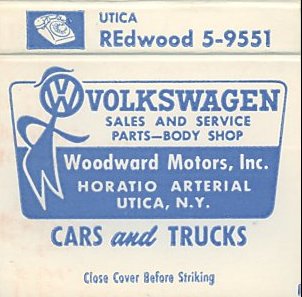 UTICA
REdwood 5-9551
VW VOLKSWAGEN
SALES AND SERVICE
PARTS—BODY SHOP
Woodward Motors, Inc.
HORATIO ARTERIAL
UTICA, N.Y.
CARS and TRUCKS
Close Cover Before Striking